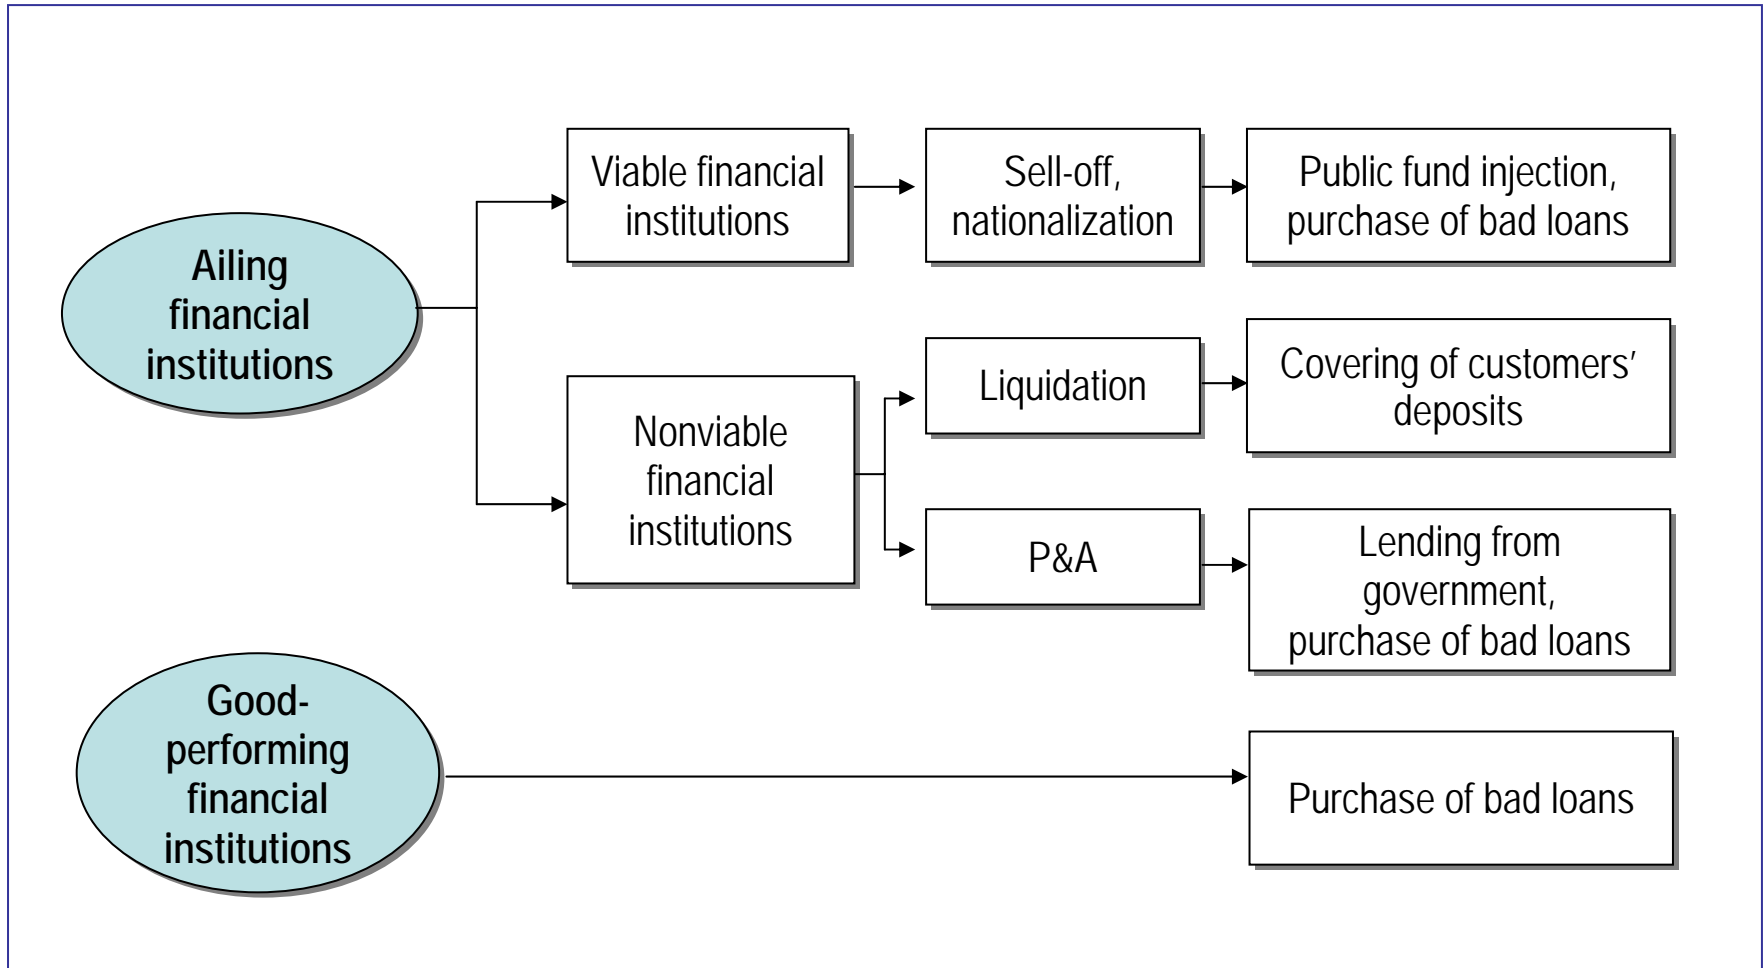 Ailing
financial
institutions
Viable financial
institutions
Sell-off,
nationalization
Public fund injection,
purchase of bad loans
Nonviable
financial
institutions
Liquidation
Covering of customers’
deposits
P&A
Lending from
government,
purchase of bad loans
Good-
performing
financial
institutions
Purchase of bad loans